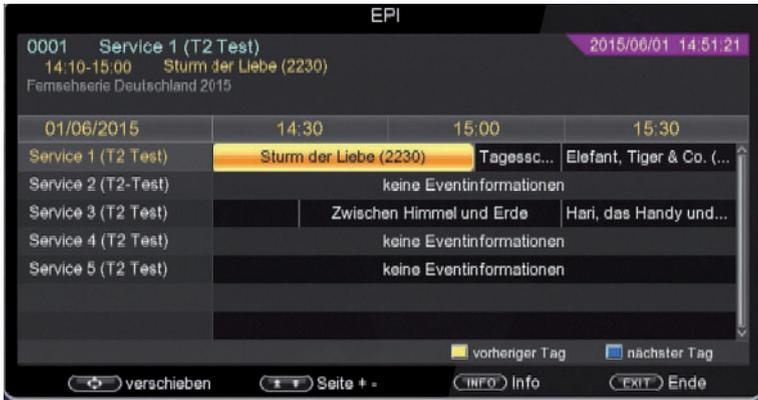 EPI
0001 Service 1 (T2 Test) 2015/06/01 14:51:21
14:10-15:00 Sturm der Liebe (2230)
Fernsehserie Deutschland 2015
01/06/2015 14:30 15:00 15:30
Service 1 (T2 Test) Sturm der Liebe (2230) Tagessc... Elefant, Tiger & Co. (...
Service 2 (T2-Test) keine Eventinformationen
Service 3 (T2 Test) Zwischen Himmel und Erde Hari, das Handy und...
Service 4 (T2 Test) keine Eventinformationen
Service 5 (T2 Test) keine Eventinformationen
vorheriger Tag nächster Tag
verschieben Seite + - INFO Info EXIT Ende